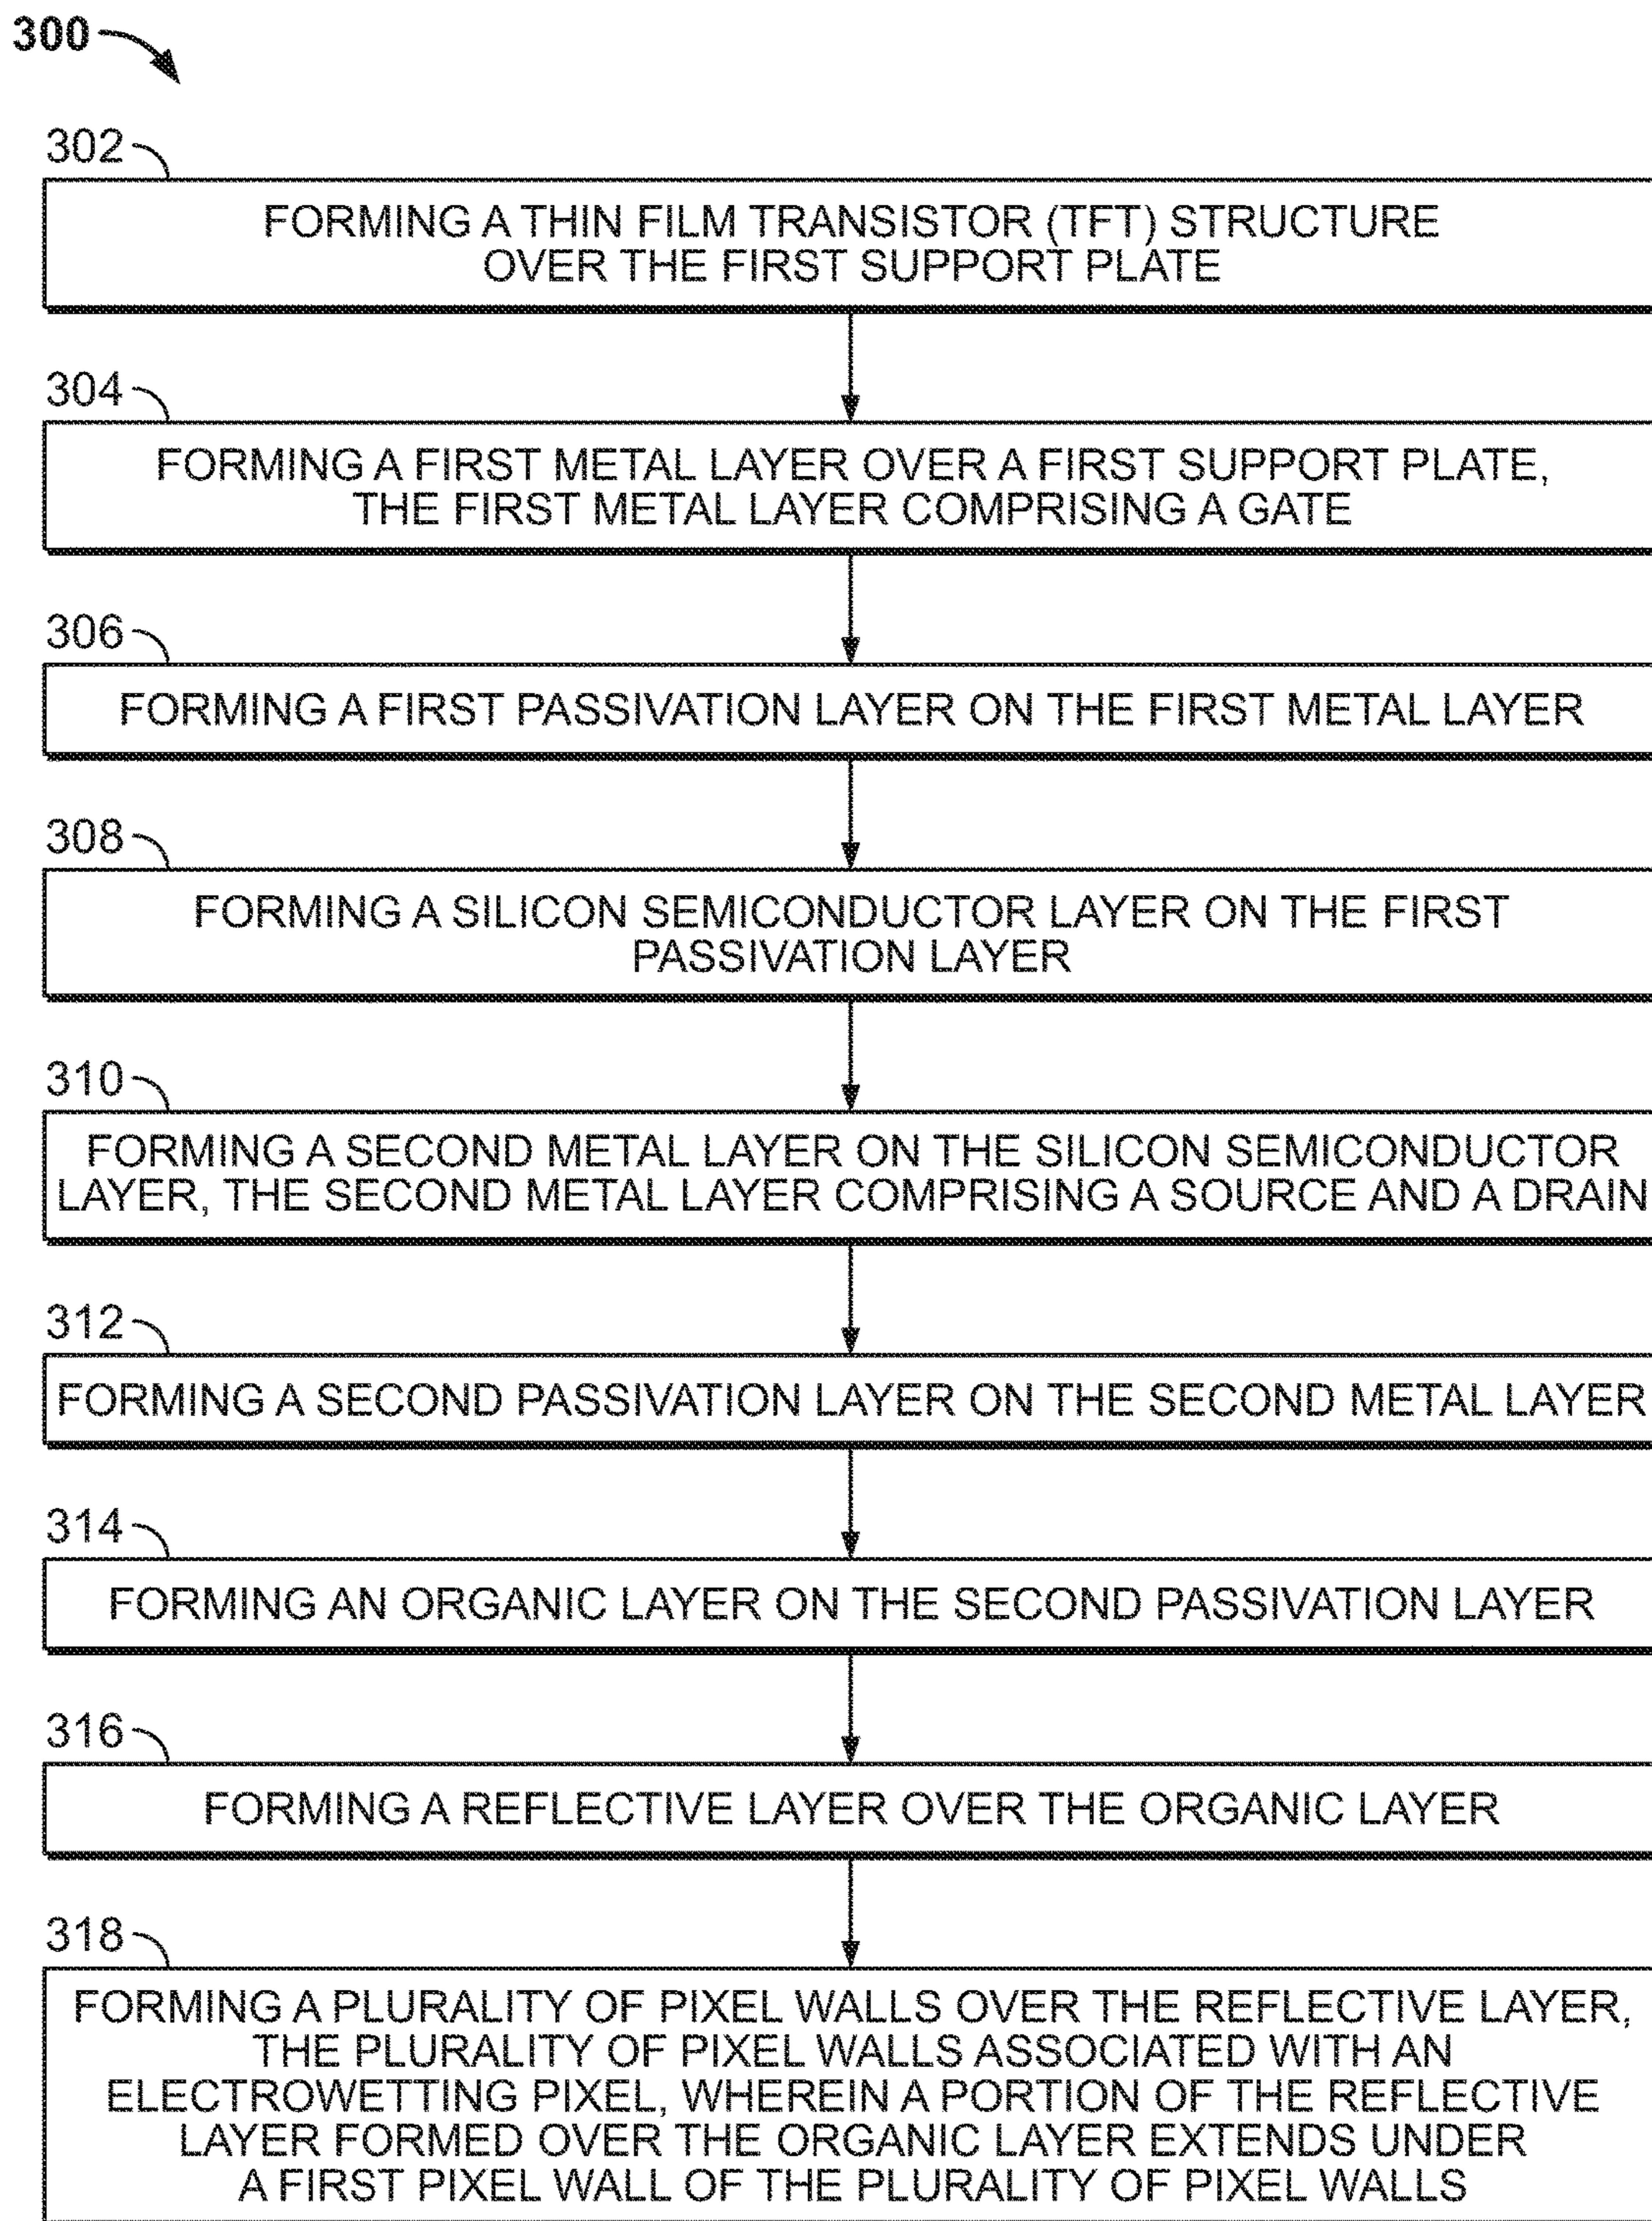 300
302
FORMING A THIN FILM TRANSISTOR (TFT) STRUCTURE
OVER THE FIRST SUPPORT PLATE
304
FORMING A FIRST METAL LAYER OVER A FIRST SUPPORT PLATE,
THE FIRST METAL LAYER COMPRISING A GATE
306
FORMING A FIRST PASSIVATION LAYER ON THE FIRST METAL LAYER
308
FORMING A SILICON SEMICONDUCTOR LAYER ON THE FIRST
PASSIVATION LAYER
310
FORMING A SECOND METAL LAYER ON THE SILICON SEMICONDUCTOR
LAYER, THE SECOND METAL LAYER COMPRISING A SOURCE AND A DRAIN
312
FORMING A SECOND PASSIVATION LAYER ON THE SECOND METAL LAYER
314
FORMING AN ORGANIC LAYER ON THE SECOND PASSIVATION LAYER
316
FORMING A REFLECTIVE LAYER OVER THE ORGANIC LAYER
318
FORMING A PLURALITY OF PIXEL WALLS OVER THE REFLECTIVE LAYER,
THE PLURALITY OF PIXEL WALLS ASSOCIATED WITH AN
ELECTROWETTING PIXEL, WHEREIN A PORTION OF THE REFLECTIVE
LAYER FORMED OVER THE ORGANIC LAYER EXTENDS UNDER
A FIRST PIXEL WALL OF THE PLURALITY OF PIXEL WALLS